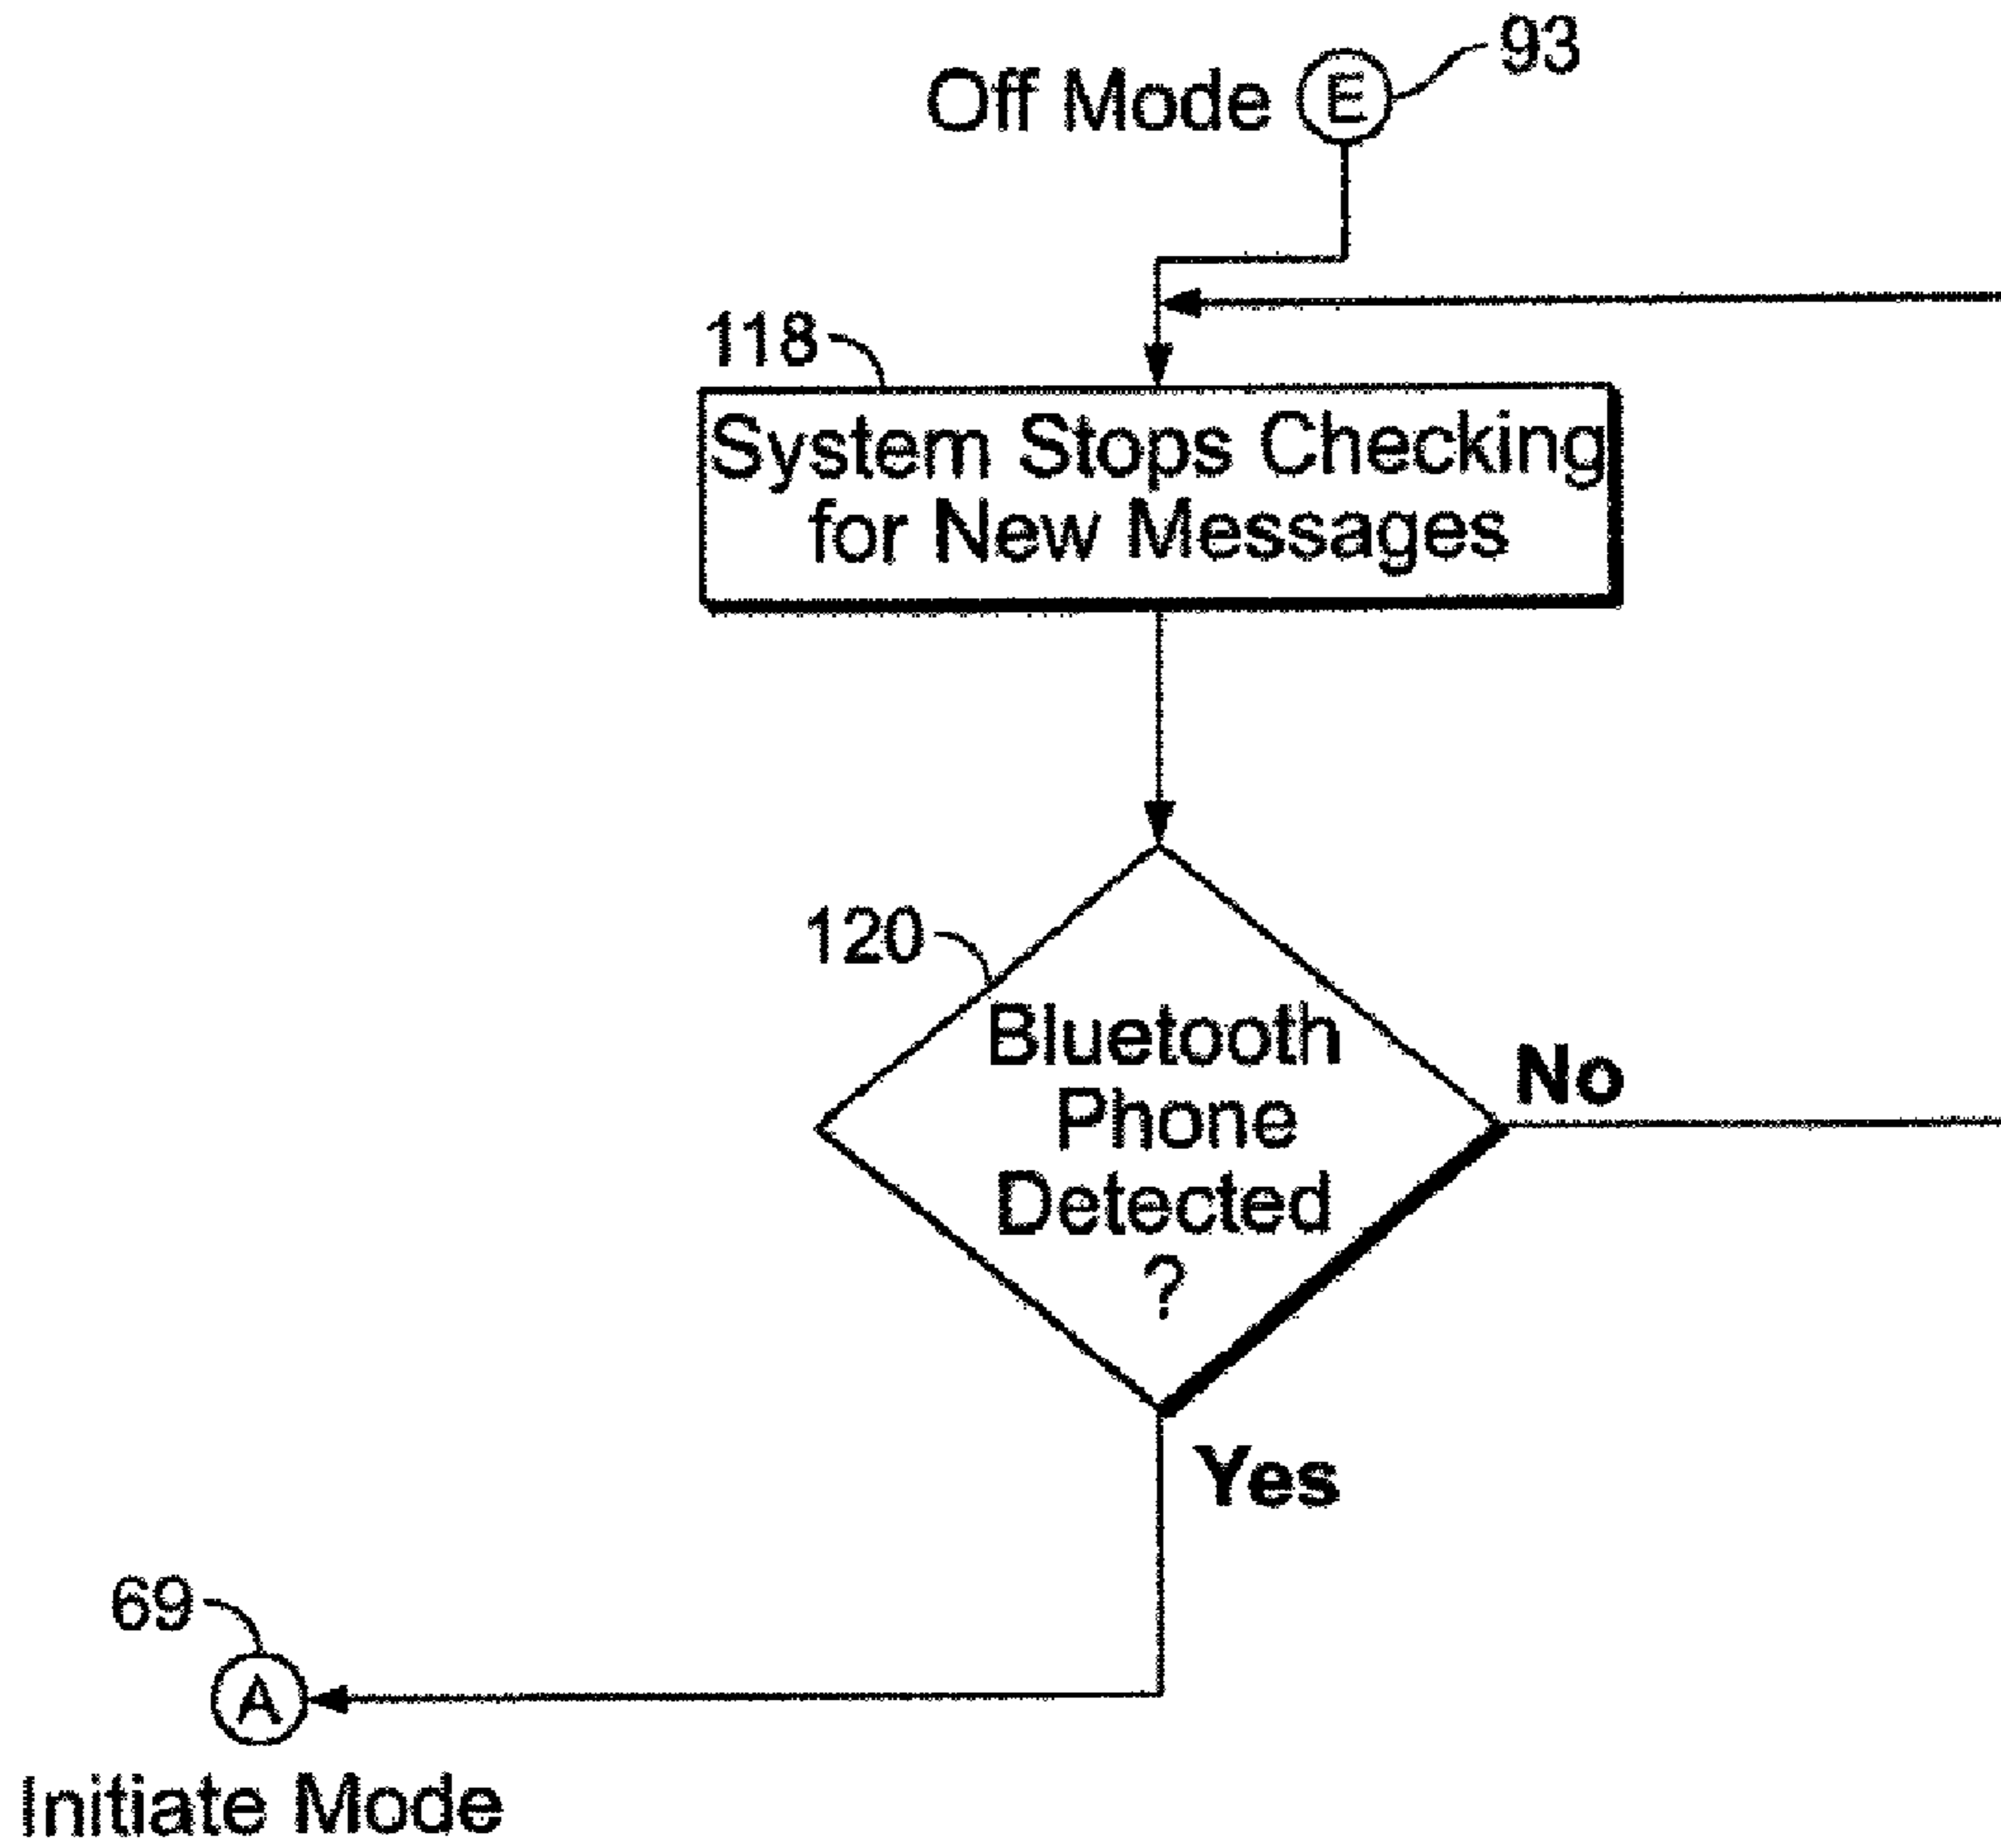 Off Mode E 93
118
System Stops Checking
for New Messages
120
Bluetooth
Phone
Detected
?
No
Yes
69
A
Initiate Mode